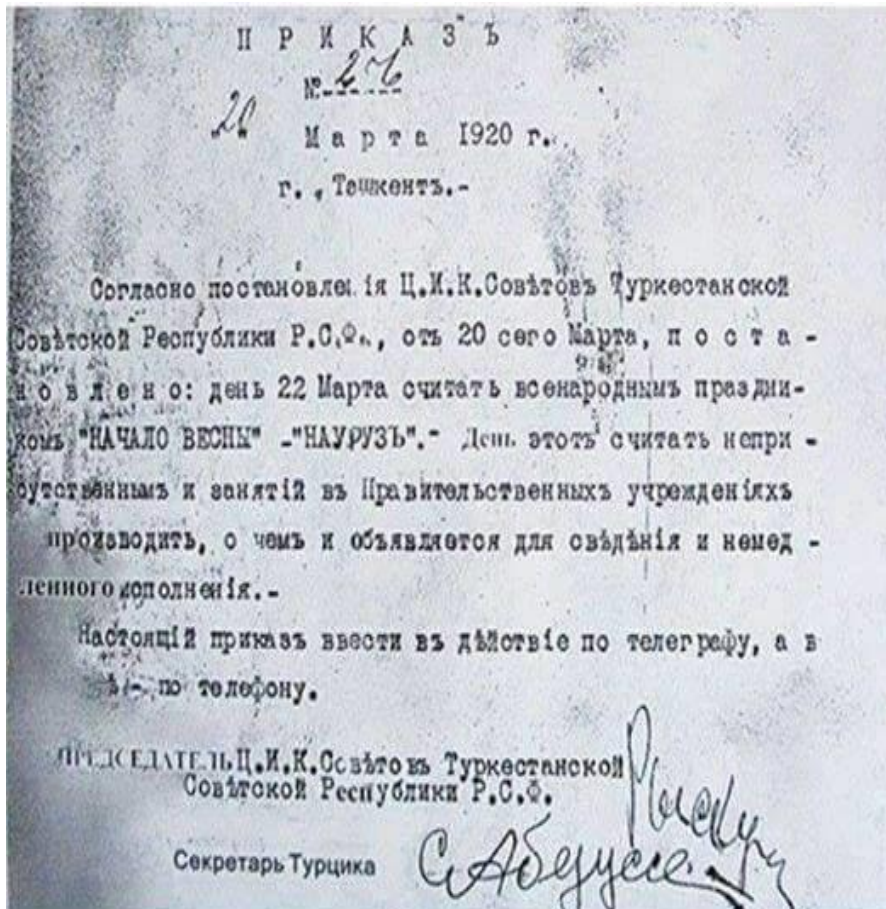 П Р И К А З Ъ
№ 26
"20" Марта 1920 г.
г. Ташкентъ.-
Согласно постановленія Ц.И.К.Совѣтовъ Туркестанской
Совѣтской Республики Р.С.Ф., отъ 20 сего Марта, п о с т а -
н о в л е н о: день 22 Марта считать всенароднымъ праздни-
комъ "НАЧАЛО ВЕСНЫ" -"НАУРУЗЪ".- День этотъ считать непри -
сутственнымъ и занятій въ Правительственныхъ учрежденіяхъ
производить, о чемъ и объявляется для свѣдѣнія и немед -
ленного исполненія.-
Настоящій приказъ ввести въ дѣйствіе по телеграфу, а в
по телефону.
ПРЕДСЕДАТЕЛЬ Ц.И.К.Совѣтовъ Туркестанской
Совѣтской Республики Р.С.Ф.
Секретарь Турцика